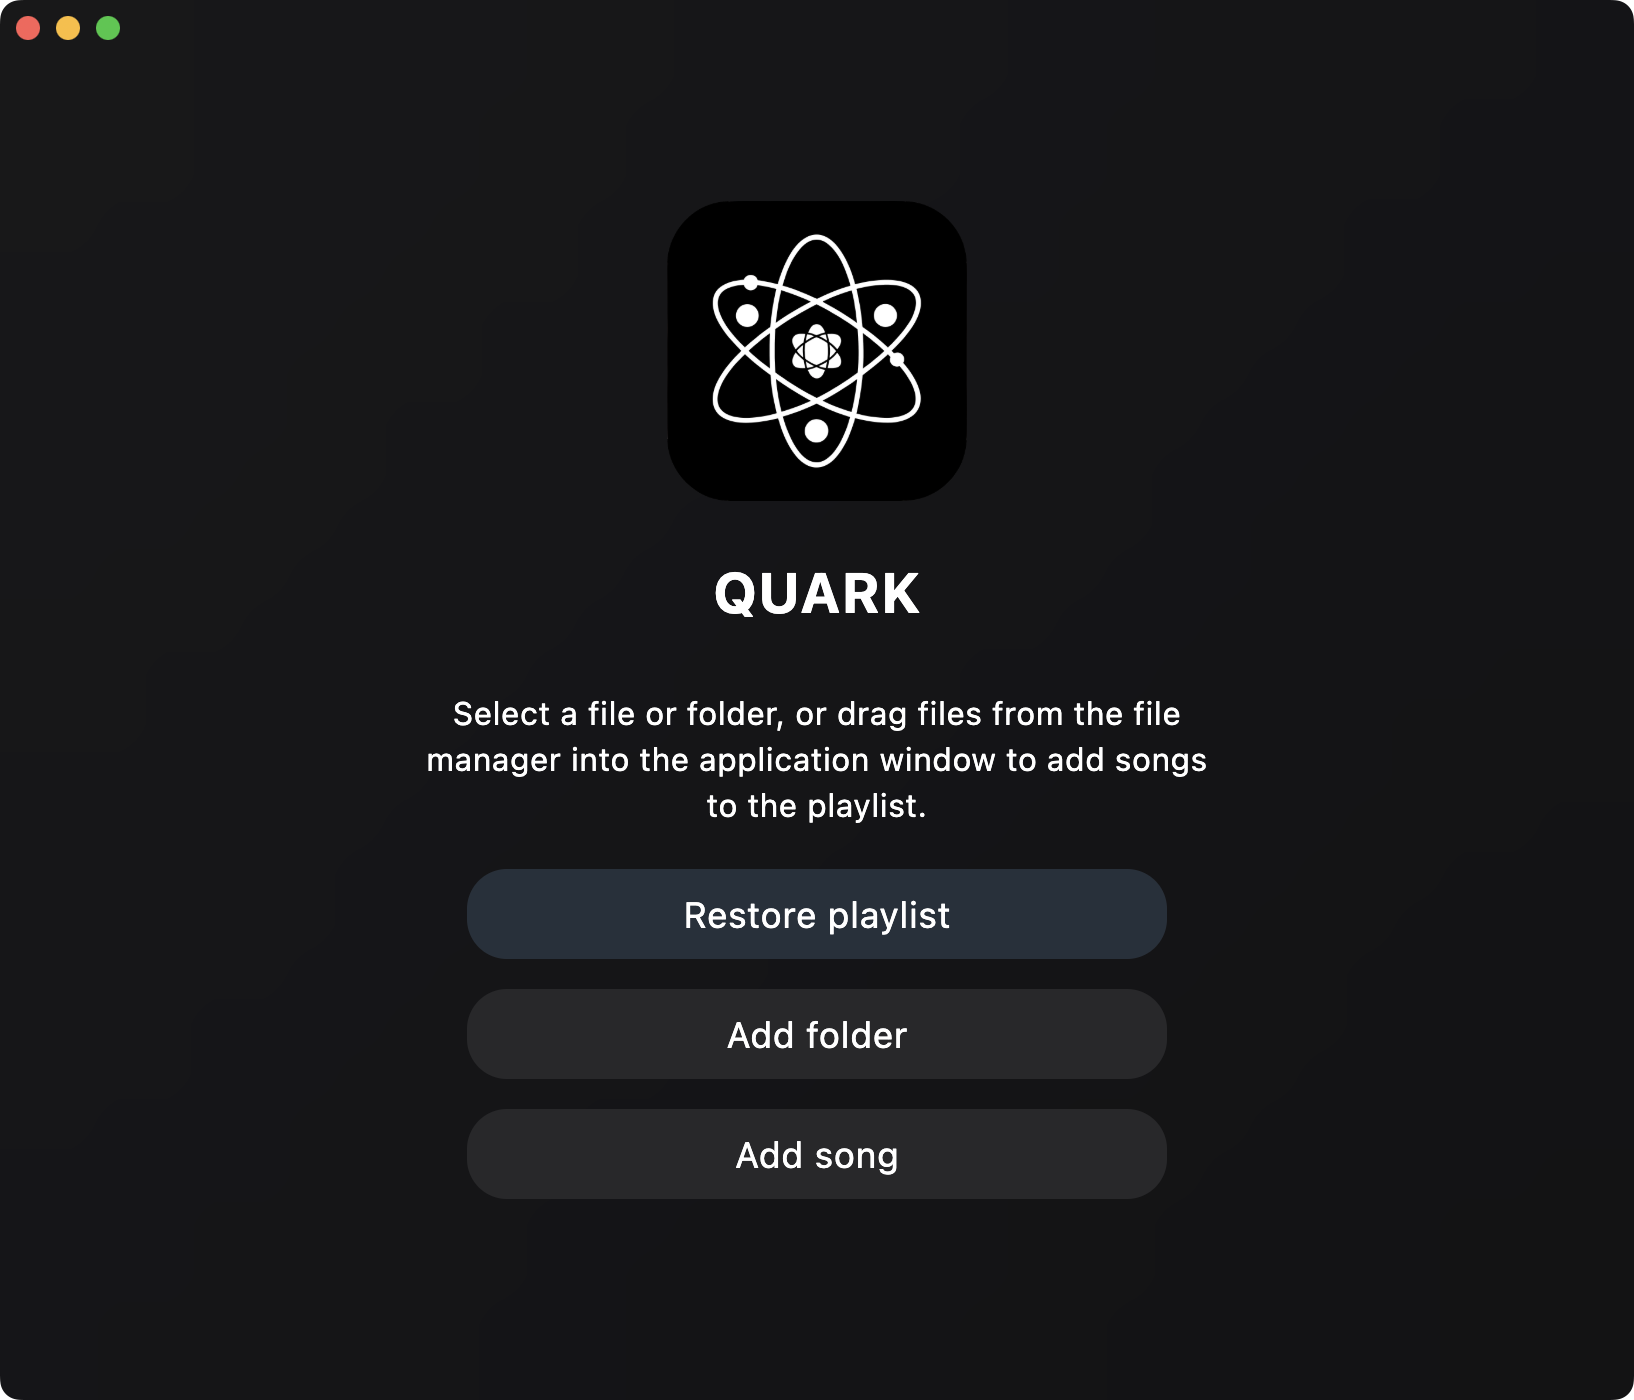 QUARK
Select a file or folder, or drag files from the file
manager into the application window to add songs
to the playlist.
Restore playlist
Add folder
Add song